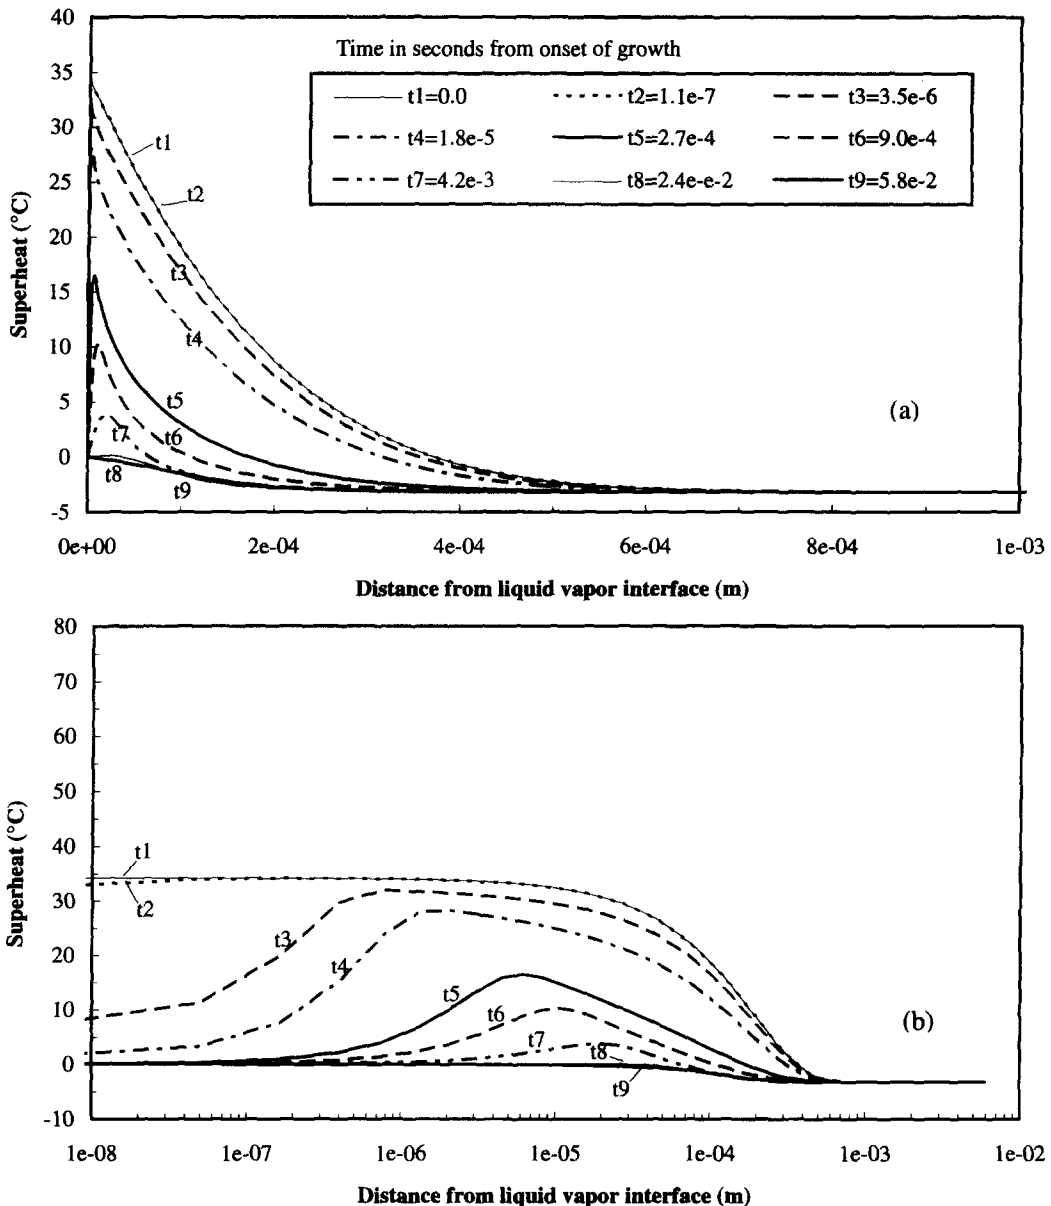 40
Time in seconds from onset of growth
35
t1=0.0 t2=1.1e-7 t3=3.5e-6
t4=1.8e-5 t5=2.7e-4 t6=9.0e-4
t7=4.2e-3 t8=2.4e-e-2 t9=5.8e-2
30
25
20
15
10
5
0
-5
Superheat (°C)
t1
t2
t3
t4
t5
t6
t7
t8
t9
(a)
0e+00 2e-04 4e-04 6e-04 8e-04 1e-03
Distance from liquid vapor interface (m)
80
70
60
50
40
30
20
10
0
-10
Superheat (°C)
t1
t2
t3
t4
t5
t6
t7
t8
t9
(b)
1e-08 1e-07 1e-06 1e-05 1e-04 1e-03 1e-02
Distance from liquid vapor interface (m)